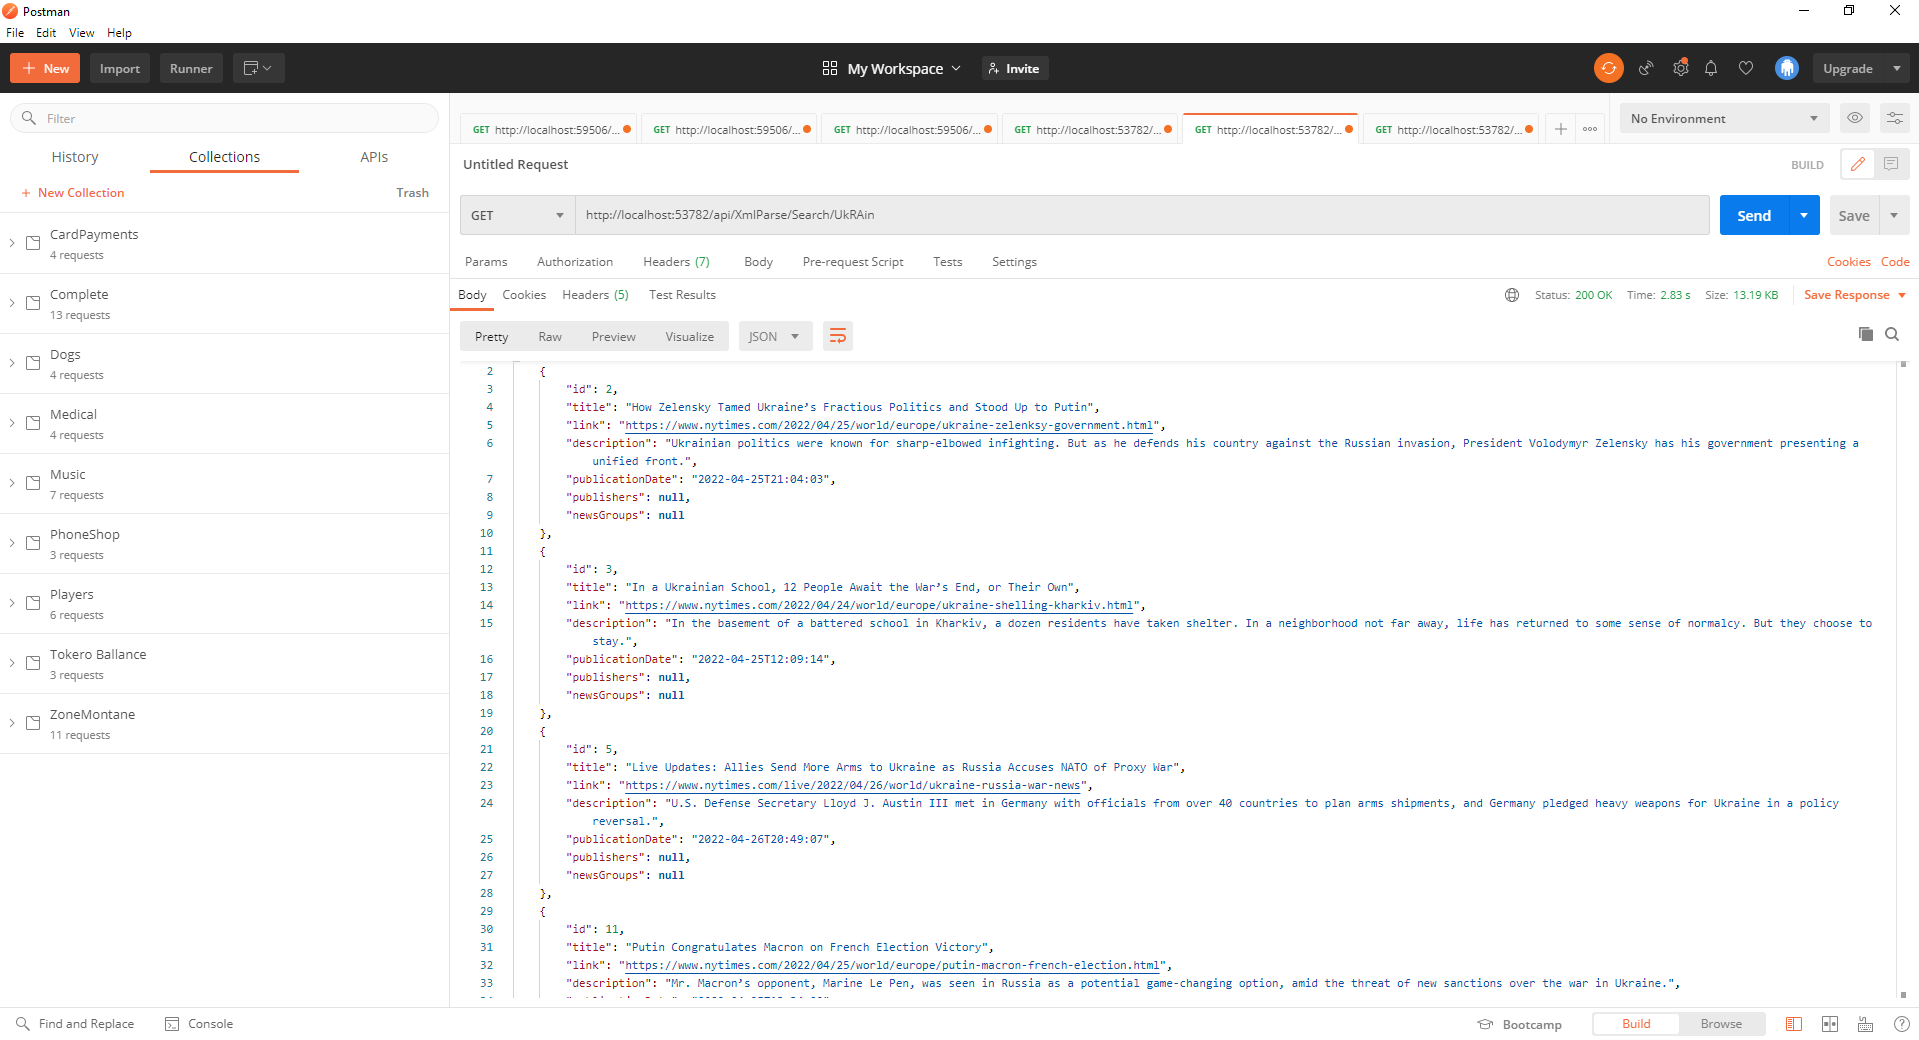 Postman
File Edit View Help
+ New Import Runner My Workspace Invite Upgrade
Filter
History Collections APIs
+ New Collection Trash
CardPayments
4 requests
Complete
13 requests
Dogs
4 requests
Medical
4 requests
Music
7 requests
PhoneShop
3 requests
Players
6 requests
Tokero Ballance
3 requests
ZoneMontane
11 requests
GET http://localhost:59506/... GET http://localhost:59506/... GET http://localhost:59506/... GET http://localhost:53782/... GET http://localhost:53782/... GET http://localhost:53782/... + ooo No Environment
Untitled Request BUILD
GET http://localhost:53782/api/XmlParse/Search/UkRAin Send Save
Params Authorization Headers (7) Body Pre-request Script Tests Settings Cookies Code
Body Cookies Headers (5) Test Results Status: 200 OK Time: 2.83 s Size: 13.19 KB Save Response
Pretty Raw Preview Visualize JSON
2 {
3 "id": 2,
4 "title": "How Zelensky Tamed Ukraine’s Fractious Politics and Stood Up to Putin",
5 "link": "https://www.nytimes.com/2022/04/25/world/europe/ukraine-zelenksy-government.html",
6 "description": "Ukrainian politics were known for sharp-elbowed infighting. But as he defends his country against the Russian invasion, President Volodymyr Zelensky has his government presenting a
unified front.",
7 "publicationDate": "2022-04-25T21:04:03",
8 "publishers": null,
9 "newsGroups": null
10 },
11 {
12 "id": 3,
13 "title": "In a Ukrainian School, 12 People Await the War’s End, or Their Own",
14 "link": "https://www.nytimes.com/2022/04/24/world/europe/ukraine-shelling-kharkiv.html",
15 "description": "In the basement of a battered school in Kharkiv, a dozen residents have taken shelter. In a neighborhood not far away, life has returned to some sense of normalcy. But they choose to
stay.",
16 "publicationDate": "2022-04-25T12:09:14",
17 "publishers": null,
18 "newsGroups": null
19 },
20 {
21 "id": 5,
22 "title": "Live Updates: Allies Send More Arms to Ukraine as Russia Accuses NATO of Proxy War",
23 "link": "https://www.nytimes.com/live/2022/04/26/world/ukraine-russia-war-news",
24 "description": "U.S. Defense Secretary Lloyd J. Austin III met in Germany with officials from over 40 countries to plan arms shipments, and Germany pledged heavy weapons for Ukraine in a policy
reversal.",
25 "publicationDate": "2022-04-26T20:49:07",
26 "publishers": null,
27 "newsGroups": null
28 },
29 {
30 "id": 11,
31 "title": "Putin Congratulates Macron on French Election Victory",
32 "link": "https://www.nytimes.com/2022/04/25/world/europe/putin-macron-french-election.html",
33 "description": "Mr. Macron’s opponent, Marine Le Pen, was seen in Russia as a potential game-changing option, amid the threat of new sanctions over the war in Ukraine.",
Find and Replace Console Bootcamp Build Browse